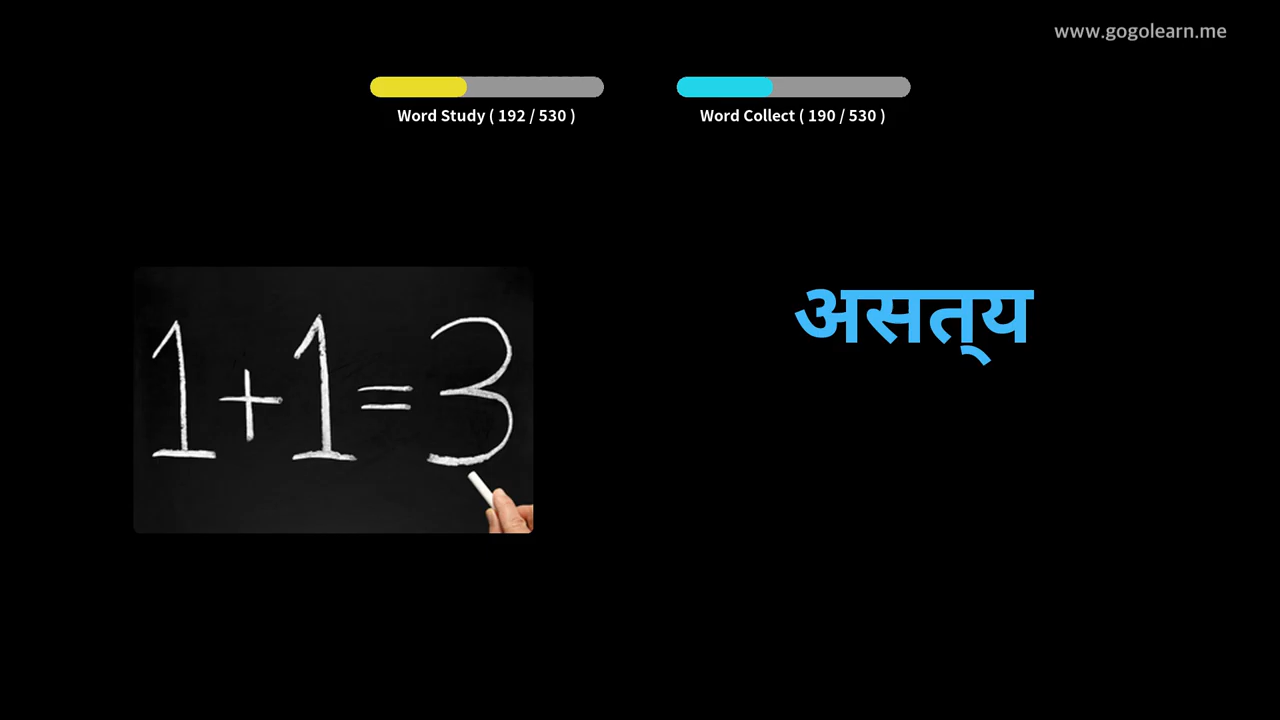 www.gogolearn.me
Word Study ( 192 / 530 )
Word Collect ( 190 / 530 )
1+1=3
असत्‌य